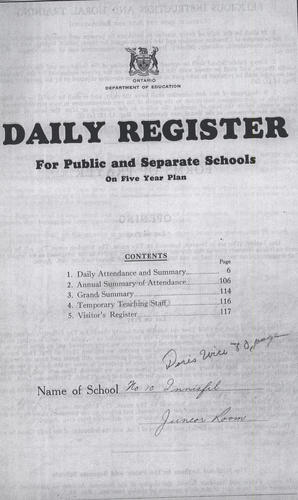 ONTARIO
DEPARTMENT OF EDUCATION
DAILY REGISTER
For Public and Separate Schools
On Five Year Plan
CONTENTS
Page
1. Daily Attendance and Summary 6
2. Annual Summary of Attendance 106
3. Grand Summary 114
4. Temporary Teaching Staff 116
5. Visitor's Register 117
Name of School No 10 Innisfil
Junior Room